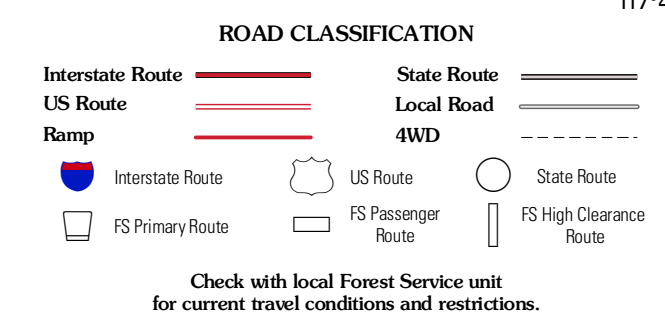 117°4
ROAD CLASSIFICATION
Interstate Route
State Route
US Route
Local Road
Ramp
4WD
Interstate Route
US Route
State Route
FS Primary Route
FS Passenger
Route
FS High Clearance
Route
Check with local Forest Service unit
for current travel conditions and restrictions.